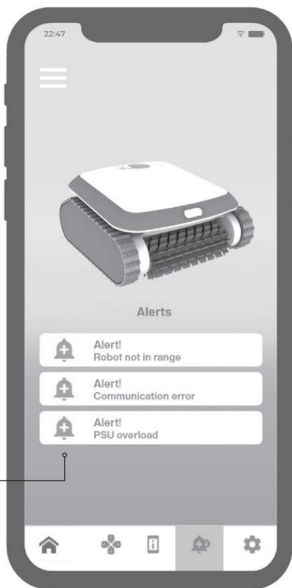 22:47
Alerts
Alert!
Robot not in range
Alert!
Communication error
Alert!
PSU overload